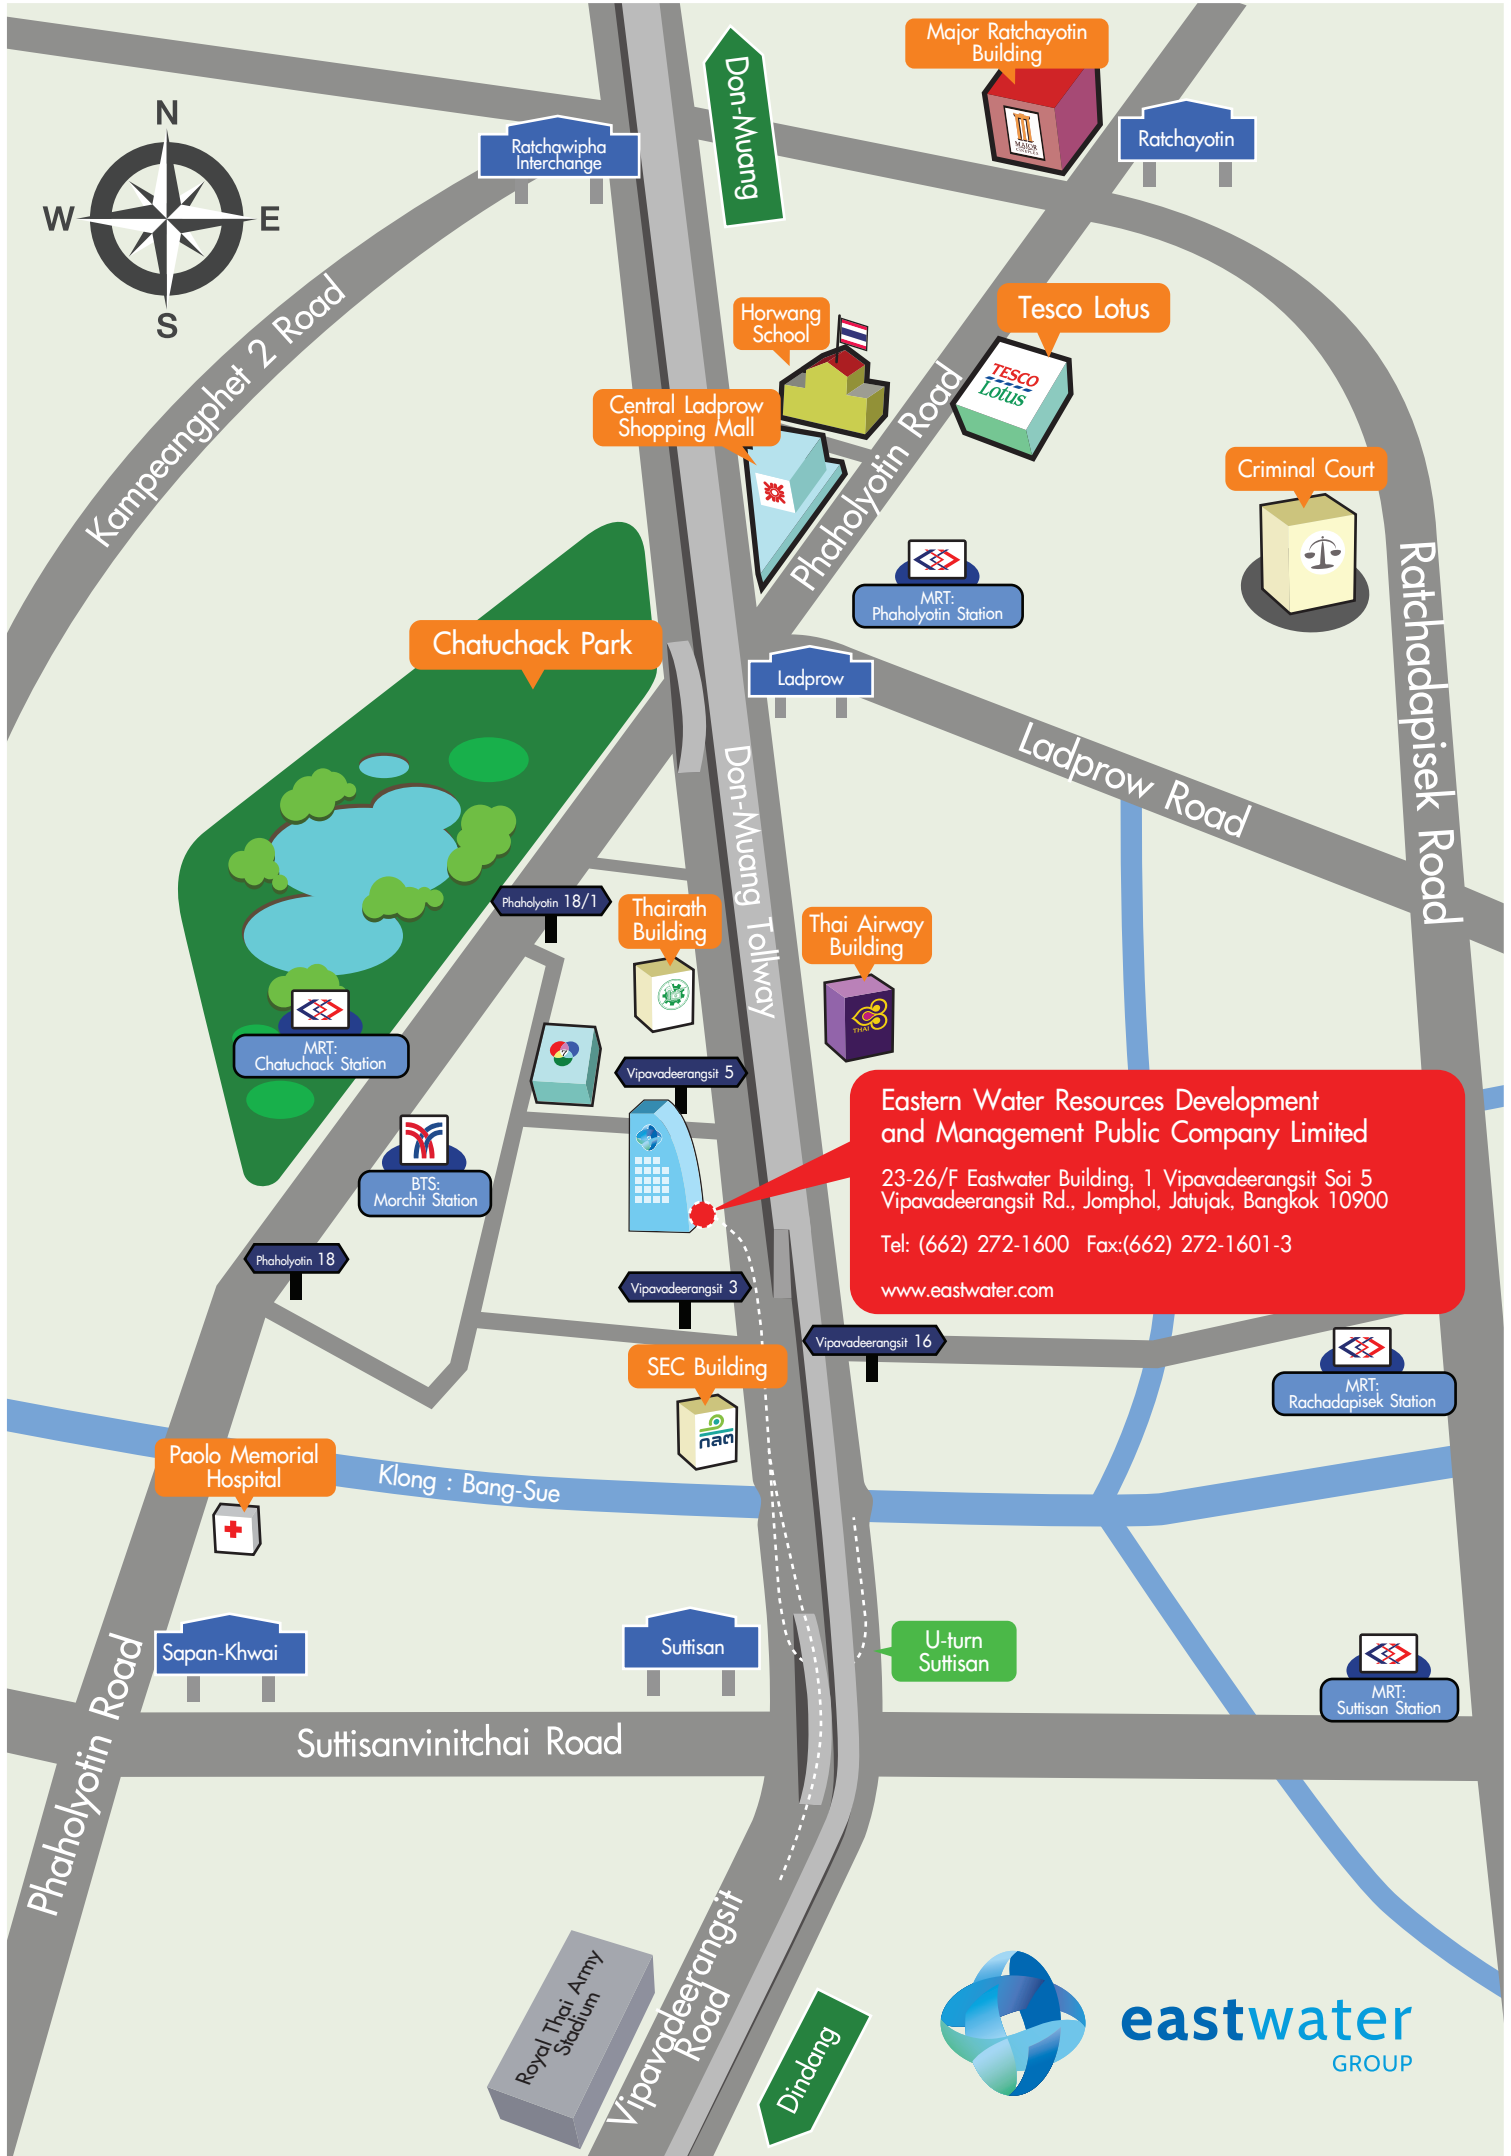 Major Ratchayotin
Building
Don-Muang
MAJOR
Ratchayotin
Ratchawipha
Interchange
N
W
E
S
Kampeangphet 2 Road
Horwang
School
Tesco Lotus
TESCO
Lotus
Central Ladprow
Shopping Mall
Phaholyotin Road
Criminal Court
Ratchadapisek Road
MRT:
Phaholyotin Station
Chatuchack Park
Ladprow
Ladprow Road
Don-Muang Tollway
Phaholyotin 18/1
Thairath
Building
Thai Airway
Building
THAI
7
MRT:
Chatuchack Station
Vipavadeerangsit 5
Eastern Water Resources Development
and Management Public Company Limited
23-26/F Eastwater Building, 1 Vipavadeerangsit Soi 5
Vipavadeerangsit Rd., Jomphol, Jatujak, Bangkok 10900
Tel: (662) 272-1600 Fax:(662) 272-1601-3
www.eastwater.com
BTS:
Morchit Station
Phaholyotin 18
Vipavadeerangsit 3
Vipavadeerangsit 16
SEC Building
กลต
MRT:
Rachadapisek Station
Paolo Memorial
Hospital
Klong : Bang-Sue
Sapan-Khwai
Suttisan
U-turn
Suttisan
MRT:
Suttisan Station
Phaholyotin Road
Suttisanvinitchai Road
Vipavadeerangsit
Road
Royal Thai Army
Stadium
Dindang
eastwater
GROUP